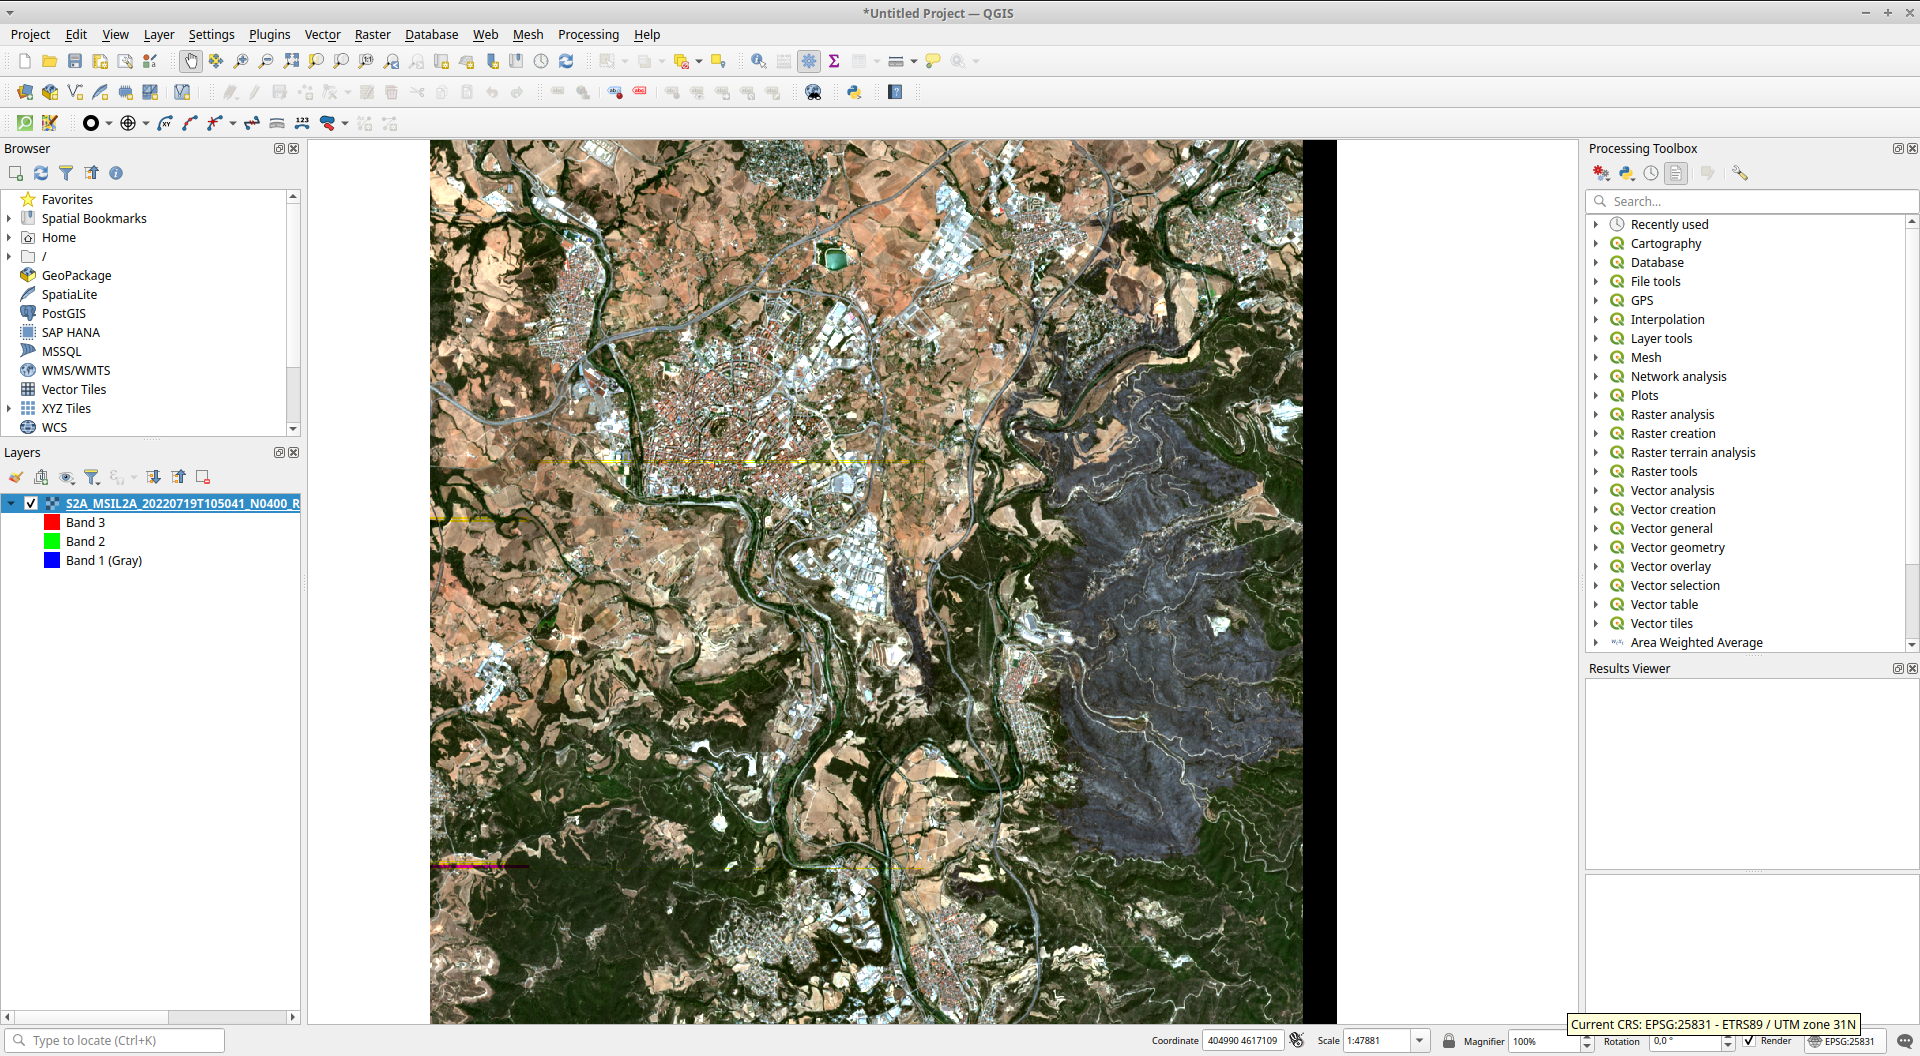 *Untitled Project — QGIS
Project Edit View Layer Settings Plugins Vector Raster Database Web Mesh Processing Help
Browser
Favorites
Spatial Bookmarks
Home
/
GeoPackage
SpatiaLite
PostGIS
SAP HANA
MSSQL
WMS/WMTS
Vector Tiles
XYZ Tiles
WCS
Layers
S2A_MSIL2A_20220719T105041_N0400_R
Band 3
Band 2
Band 1 (Gray)
Processing Toolbox
Search...
Recently used
Cartography
Database
File tools
GPS
Interpolation
Layer tools
Mesh
Network analysis
Plots
Raster analysis
Raster creation
Raster terrain analysis
Raster tools
Vector analysis
Vector creation
Vector general
Vector geometry
Vector overlay
Vector selection
Vector table
Vector tiles
Area Weighted Average
Results Viewer
Current CRS: EPSG:25831 - ETRS89 / UTM zone 31N
Type to locate (Ctrl+K)
Coordinate 404990 4617109 Scale 1:47881 Magnifier 100% Rotation 0,0 ° Render EPSG:25831